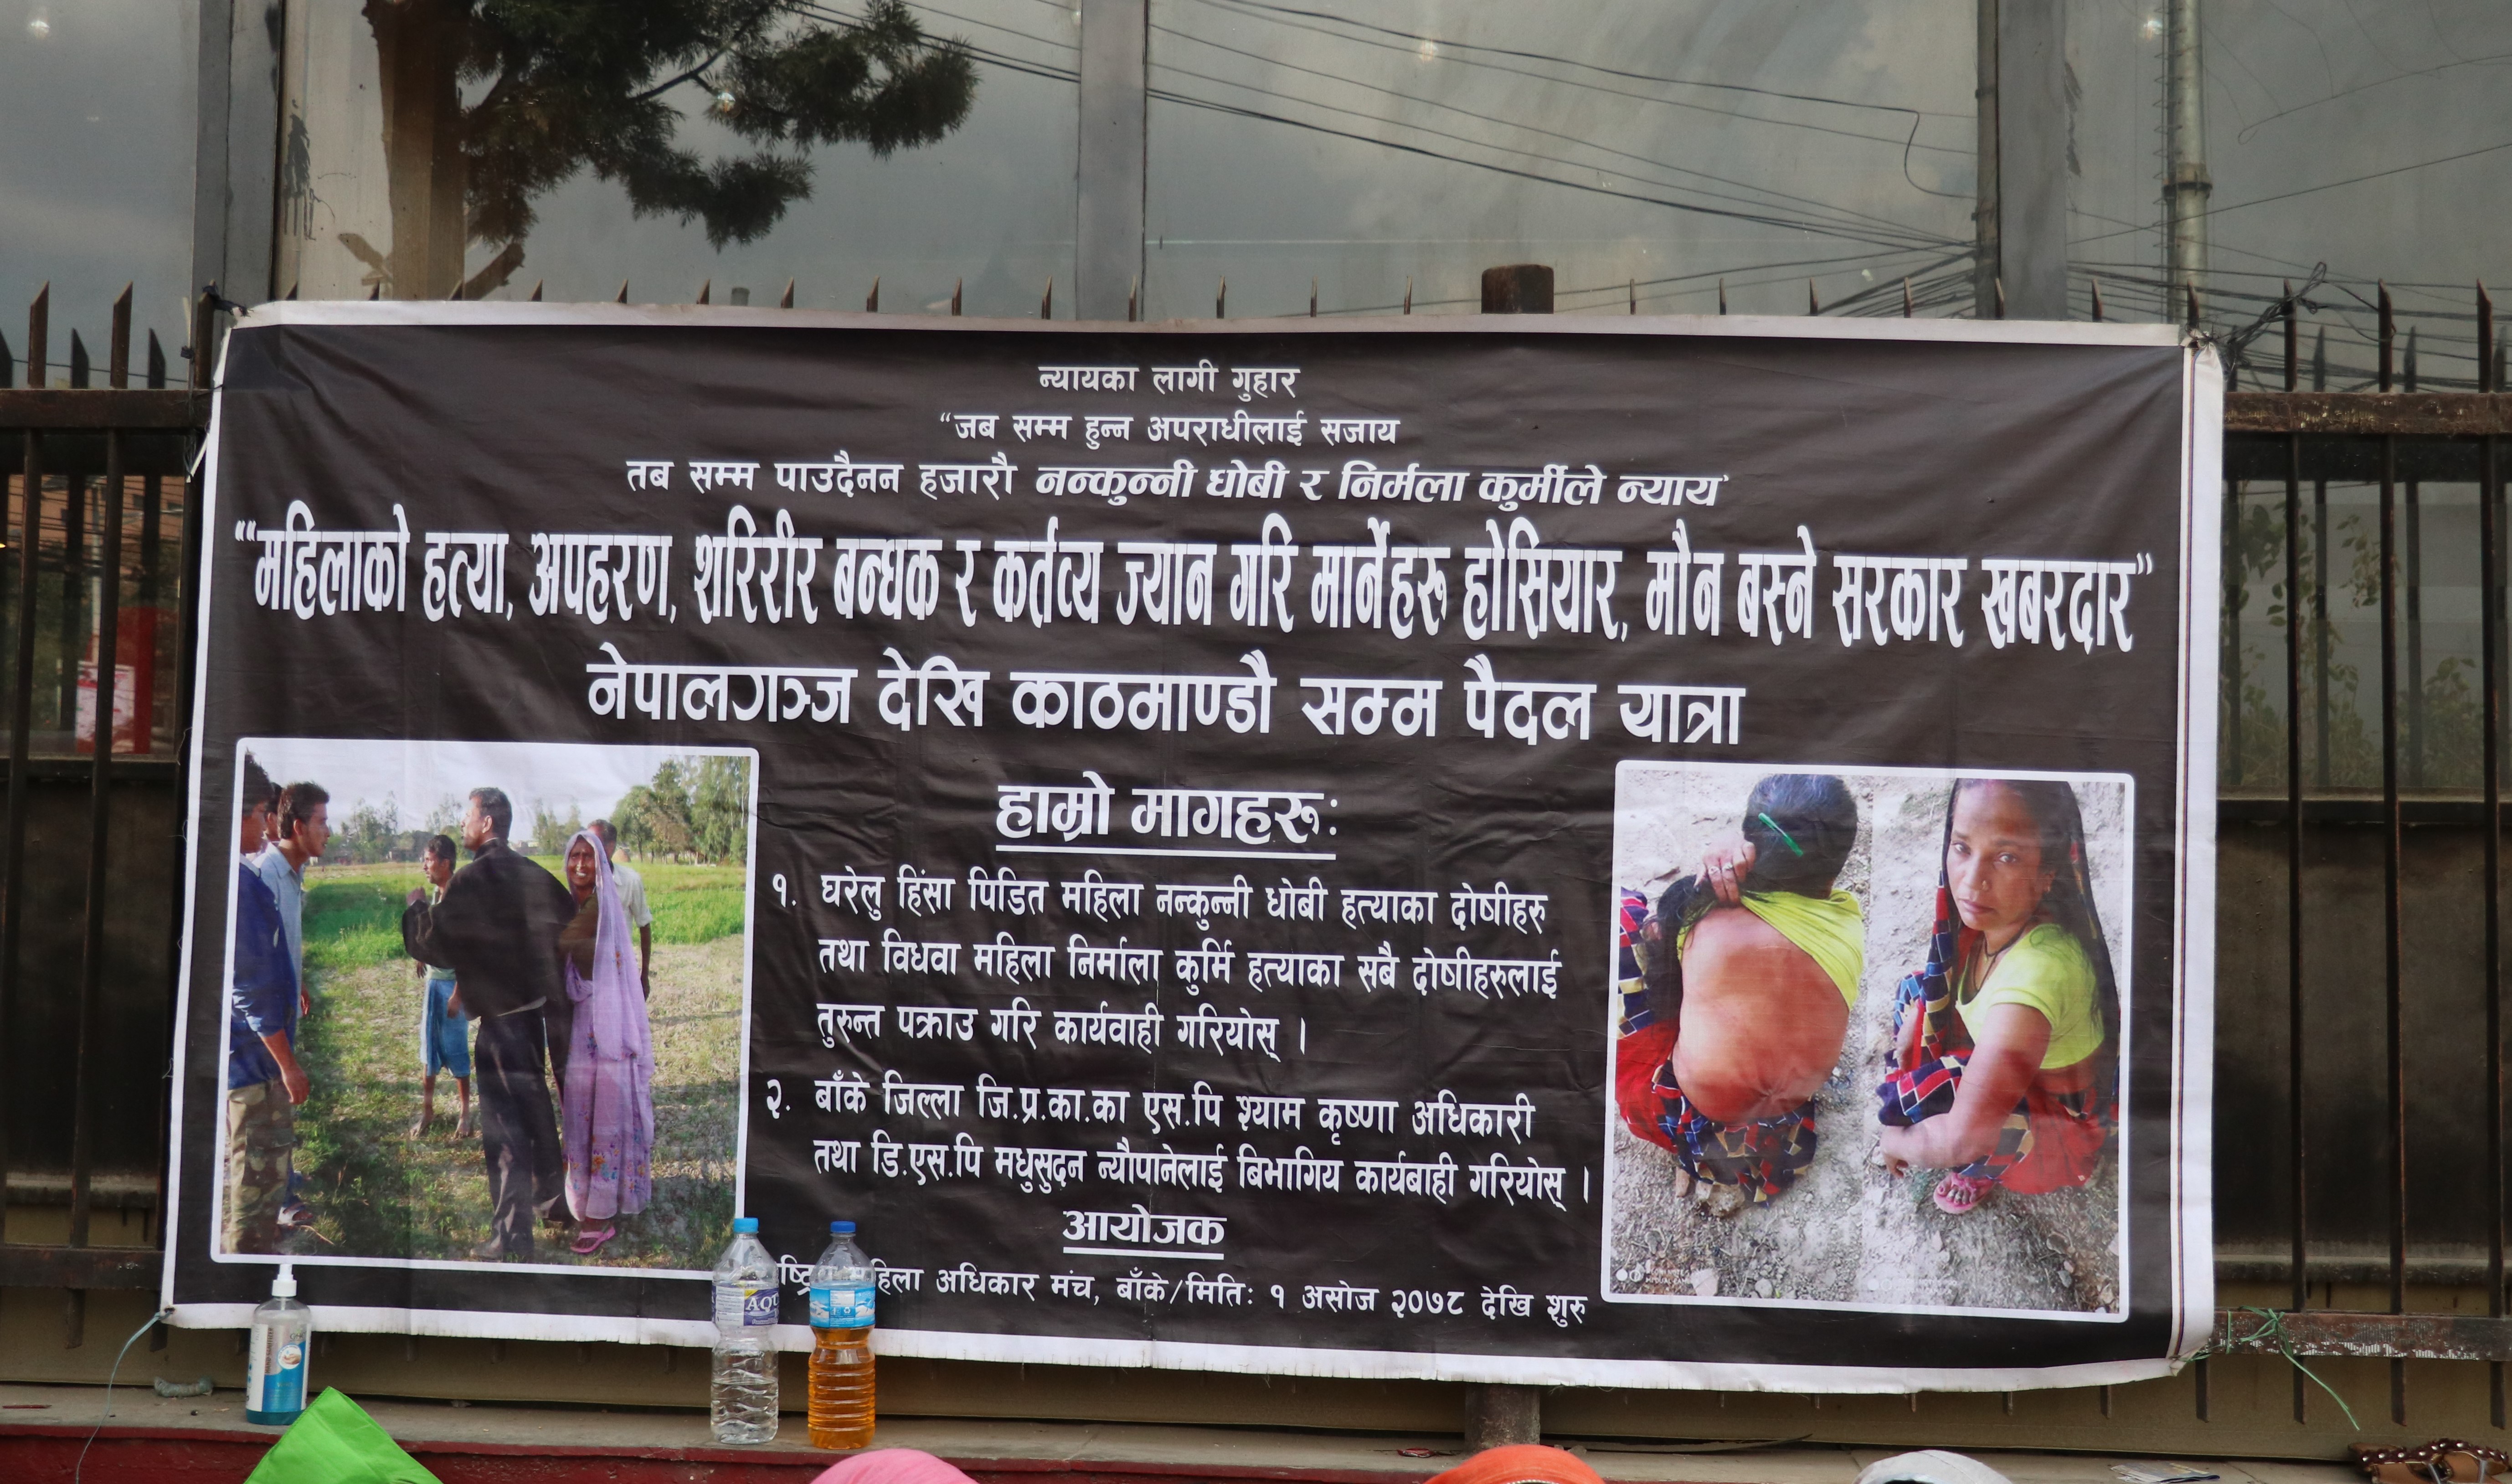 न्यायका लागी गुहार
“जब सम्म हुन्न अपराधीलाई सजाय
तब सम्म पाउदैनन हजारौ नन्कुन्नी धोबी र निर्मला कुर्मीले न्याय’
““महिलाको हत्या, अपहरण, शरिरीर बन्धक र कर्तव्य ज्यान गरि मार्नेहरू होसियार, मौन बस्ने सरकार खबरदार”
नेपालगञ्ज देखि काठमाण्डौ सम्म पैदल यात्रा
हाम्रो मागहरू:
१. घरेलु हिंसा पिडित महिला नन्कुन्नी धोबी हत्याका दोषीहरु
तथा विधवा महिला निर्माला कुर्मि हत्याका सबै दोषीहरुलाई
तुरुन्त पक्राउ गरि कार्यवाही गरियोस् ।
२. बाँके जिल्ला जि.प्र.का.का एस.पि श्याम कृष्णा अधिकारी
तथा डि.एस.पि मधुसुदन न्यौपानेलाई बिभागिय कार्यबाही गरियोस् ।
आयोजक
अधिकार मंच, बाँके/मितिः १ असोज २०७८ देखि शुरु
AQU